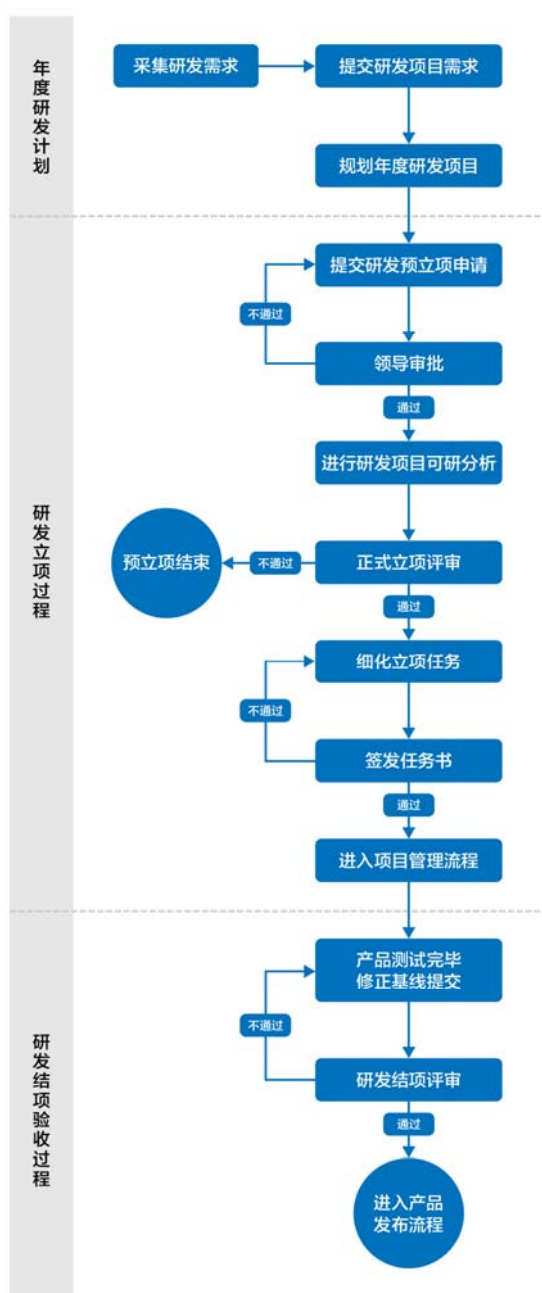 年度研发计划
采集研发需求
提交研发项目需求
规划年度研发项目
研发立项过程
提交研发预立项申请
不通过
领导审批
通过
进行研发项目可研分析
预立项结束
不通过
正式立项评审
通过
细化立项任务
不通过
签发任务书
通过
进入项目管理流程
研发结项验收过程
产品测试完毕
修正基线提交
不通过
研发结项评审
通过
进入产品
发布流程